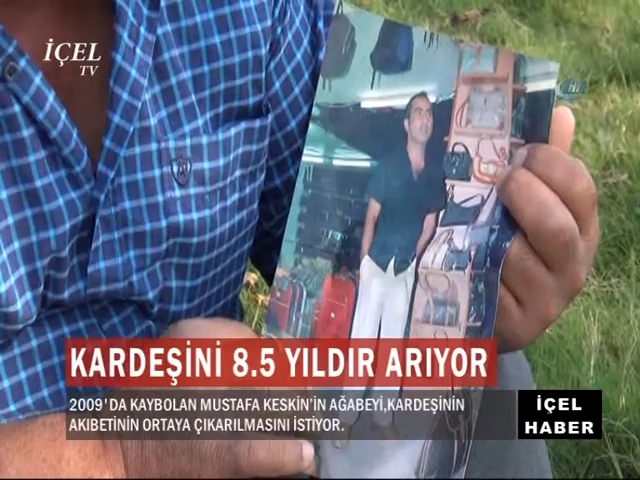 İÇEL
TV
KARDEŞİNİ 8.5 YILDIR ARIYOR
2009'DA KAYBOLAN MUSTAFA KESKİN'İN AĞABEYİ,KARDEŞİNİN
AKIBETİNİN ORTAYA ÇIKARILMASINI İSTİYOR.
İÇEL
HABER